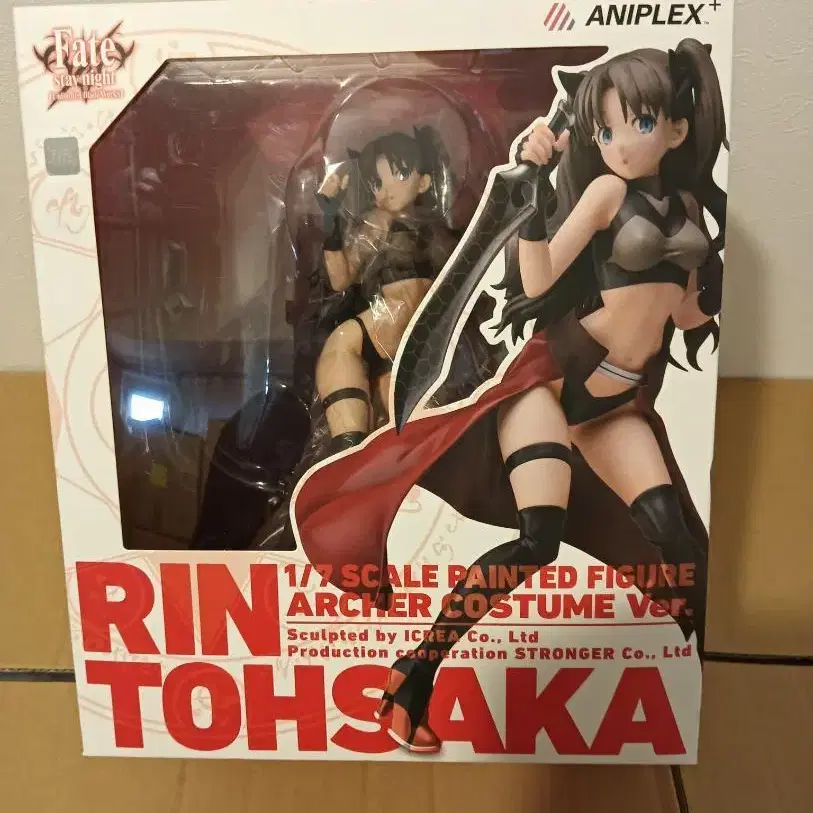 ANIPLEX+
Fate
stay night
RIN
TOHSAKA
1/7 SCALE PAINTED FIGURE
ARCHER COSTUME Ver.
Sculpted by ICREA Co., Ltd
Production cooperation STRONGER Co., Ltd